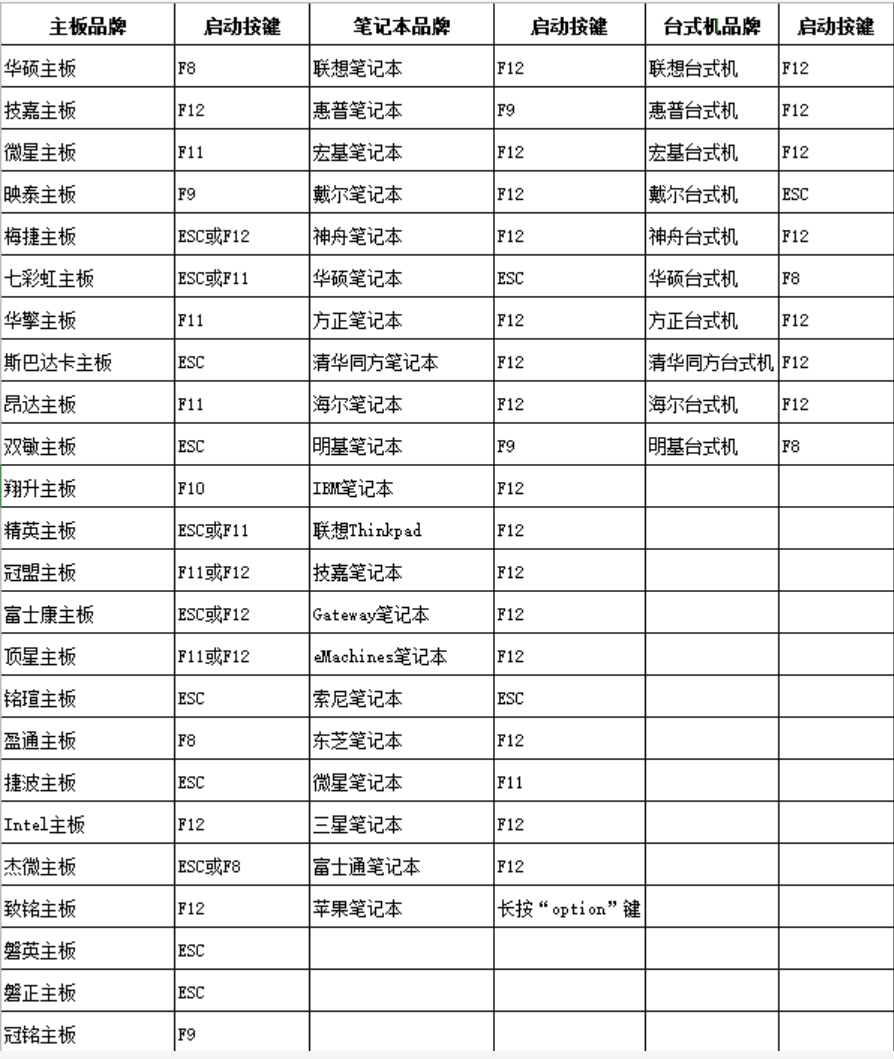 主板品牌 启动按键 笔记本品牌 启动按键 台式机品牌 启动按键
华硕主板 F8 联想笔记本 F12 联想台式机 F12
技嘉主板 F12 惠普笔记本 F9 惠普台式机 F12
微星主板 F11 宏基笔记本 F12 宏基台式机 F12
映泰主板 F9 戴尔笔记本 F12 戴尔台式机 ESC
梅捷主板 ESC或F12 神舟笔记本 F12 神舟台式机 F12
七彩虹主板 ESC或F11 华硕笔记本 ESC 华硕台式机 F8
华擎主板 F11 方正笔记本 F12 方正台式机 F12
斯巴达卡主板 ESC 清华同方笔记本 F12 清华同方台式机 F12
昂达主板 F11 海尔笔记本 F12 海尔台式机 F12
双敏主板 ESC 明基笔记本 F9 明基台式机 F8
翔升主板 F10 IBM笔记本 F12
精英主板 ESC或F11 联想Thinkpad F12
冠盟主板 F11或F12 技嘉笔记本 F12
富士康主板 ESC或F12 Gateway笔记本 F12
顶星主板 F11或F12 eMachines笔记本 F12
铭瑄主板 ESC 索尼笔记本 ESC
盈通主板 F8 东芝笔记本 F12
捷波主板 ESC 微星笔记本 F11
Intel主板 F12 三星笔记本 F12
杰微主板 ESC或F8 富士通笔记本 F12
致铭主板 F12 苹果笔记本 长按“option”键
磐英主板 ESC
磐正主板 ESC
冠铭主板 F9